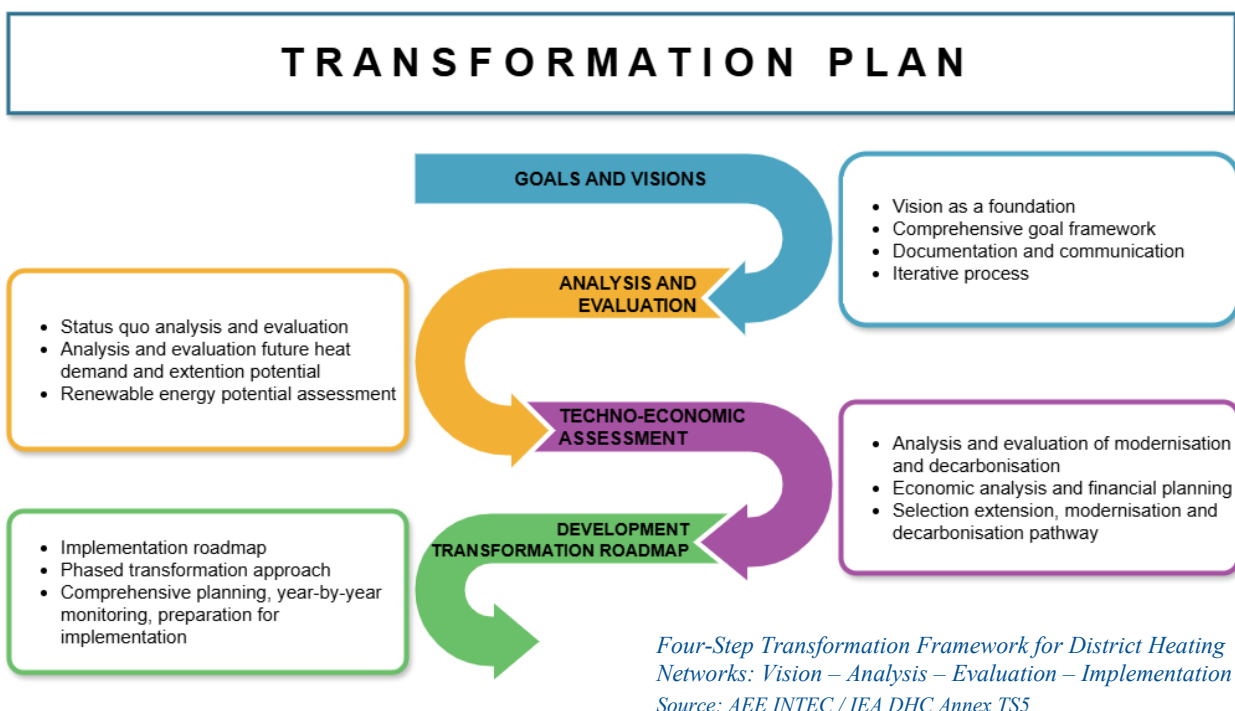 TRANSFORMATION PLAN
GOALS AND VISIONS
• Vision as a foundation
• Comprehensive goal framework
• Documentation and communication
• Iterative process
ANALYSIS AND
EVALUATION
• Status quo analysis and evaluation
• Analysis and evaluation future heat
demand and extention potential
• Renewable energy potential assessment
TECHNO-ECONOMIC
ASSESSMENT
• Analysis and evaluation of modernisation
and decarbonisation
• Economic analysis and financial planning
• Selection extension, modernisation and
decarbonisation pathway
DEVELOPMENT
TRANSFORMATION ROADMAP
• Implementation roadmap
• Phased transformation approach
• Comprehensive planning, year-by-year
monitoring, preparation for
implementation
Four-Step Transformation Framework for District Heating
Networks: Vision – Analysis – Evaluation – Implementation
Source: AEE INTEC / IEA DHC Annex TS5